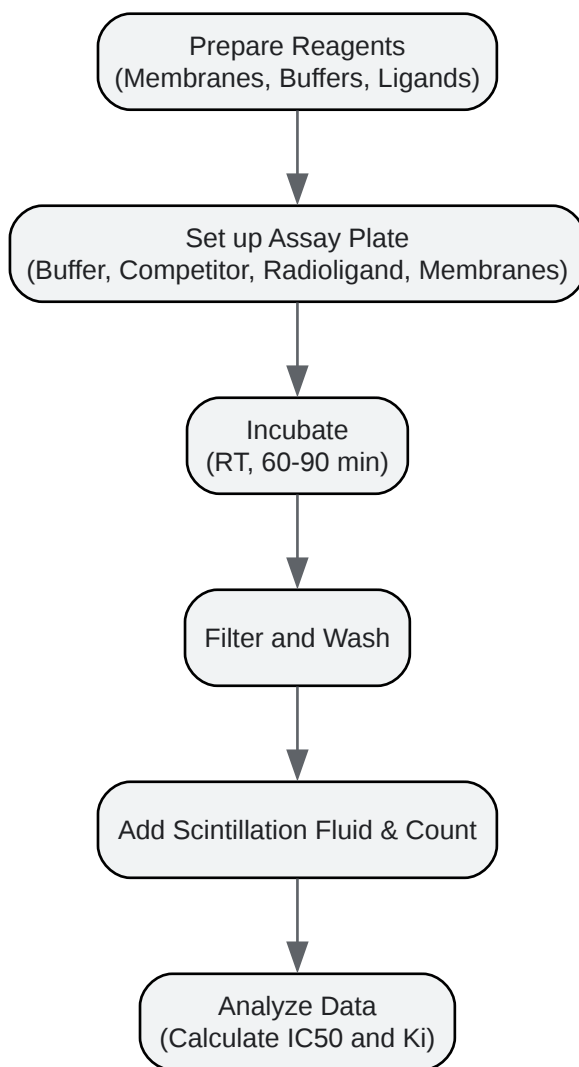 Prepare Reagents
(Membranes, Buffers, Ligands)
Set up Assay Plate
(Buffer, Competitor, Radioligand, Membranes)
Incubate
(RT, 60-90 min)
Filter and Wash
Add Scintillation Fluid & Count
Analyze Data
(Calculate IC50 and Ki)